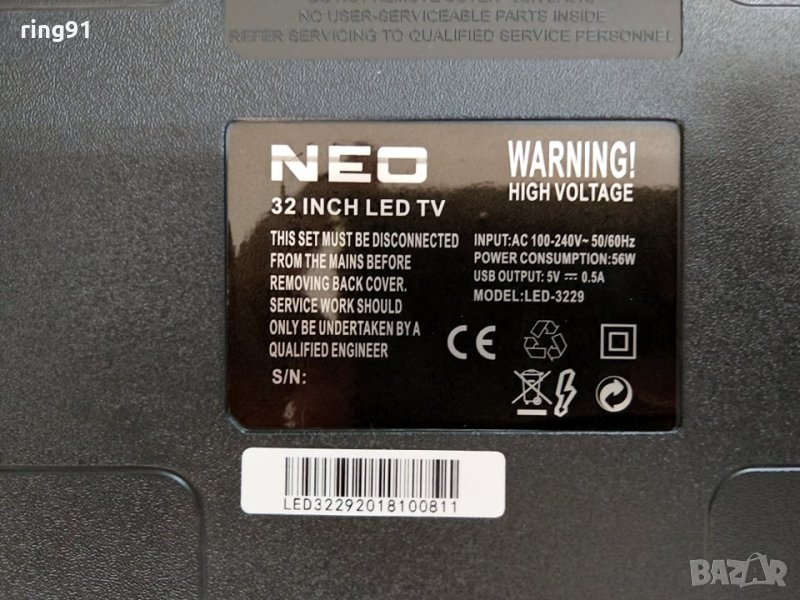 ring91
NO USER-SERVICEABLE PARTS INSIDE
REFER SERVICING TO QUALIFIED SERVICE PERSONNEL
NEO
32 INCH LED TV
THIS SET MUST BE DISCONNECTED
FROM THE MAINS BEFORE
REMOVING BACK COVER.
SERVICE WORK SHOULD
ONLY BE UNDERTAKEN BY A
QUALIFIED ENGINEER
S/N:
WARNING!
HIGH VOLTAGE
INPUT:AC 100-240V~ 50/60Hz
POWER CONSUMPTION:56W
USB OUTPUT: 5V ⎓ 0.5A
MODEL:LED-3229
CE
LED32292018100811
BAZAR